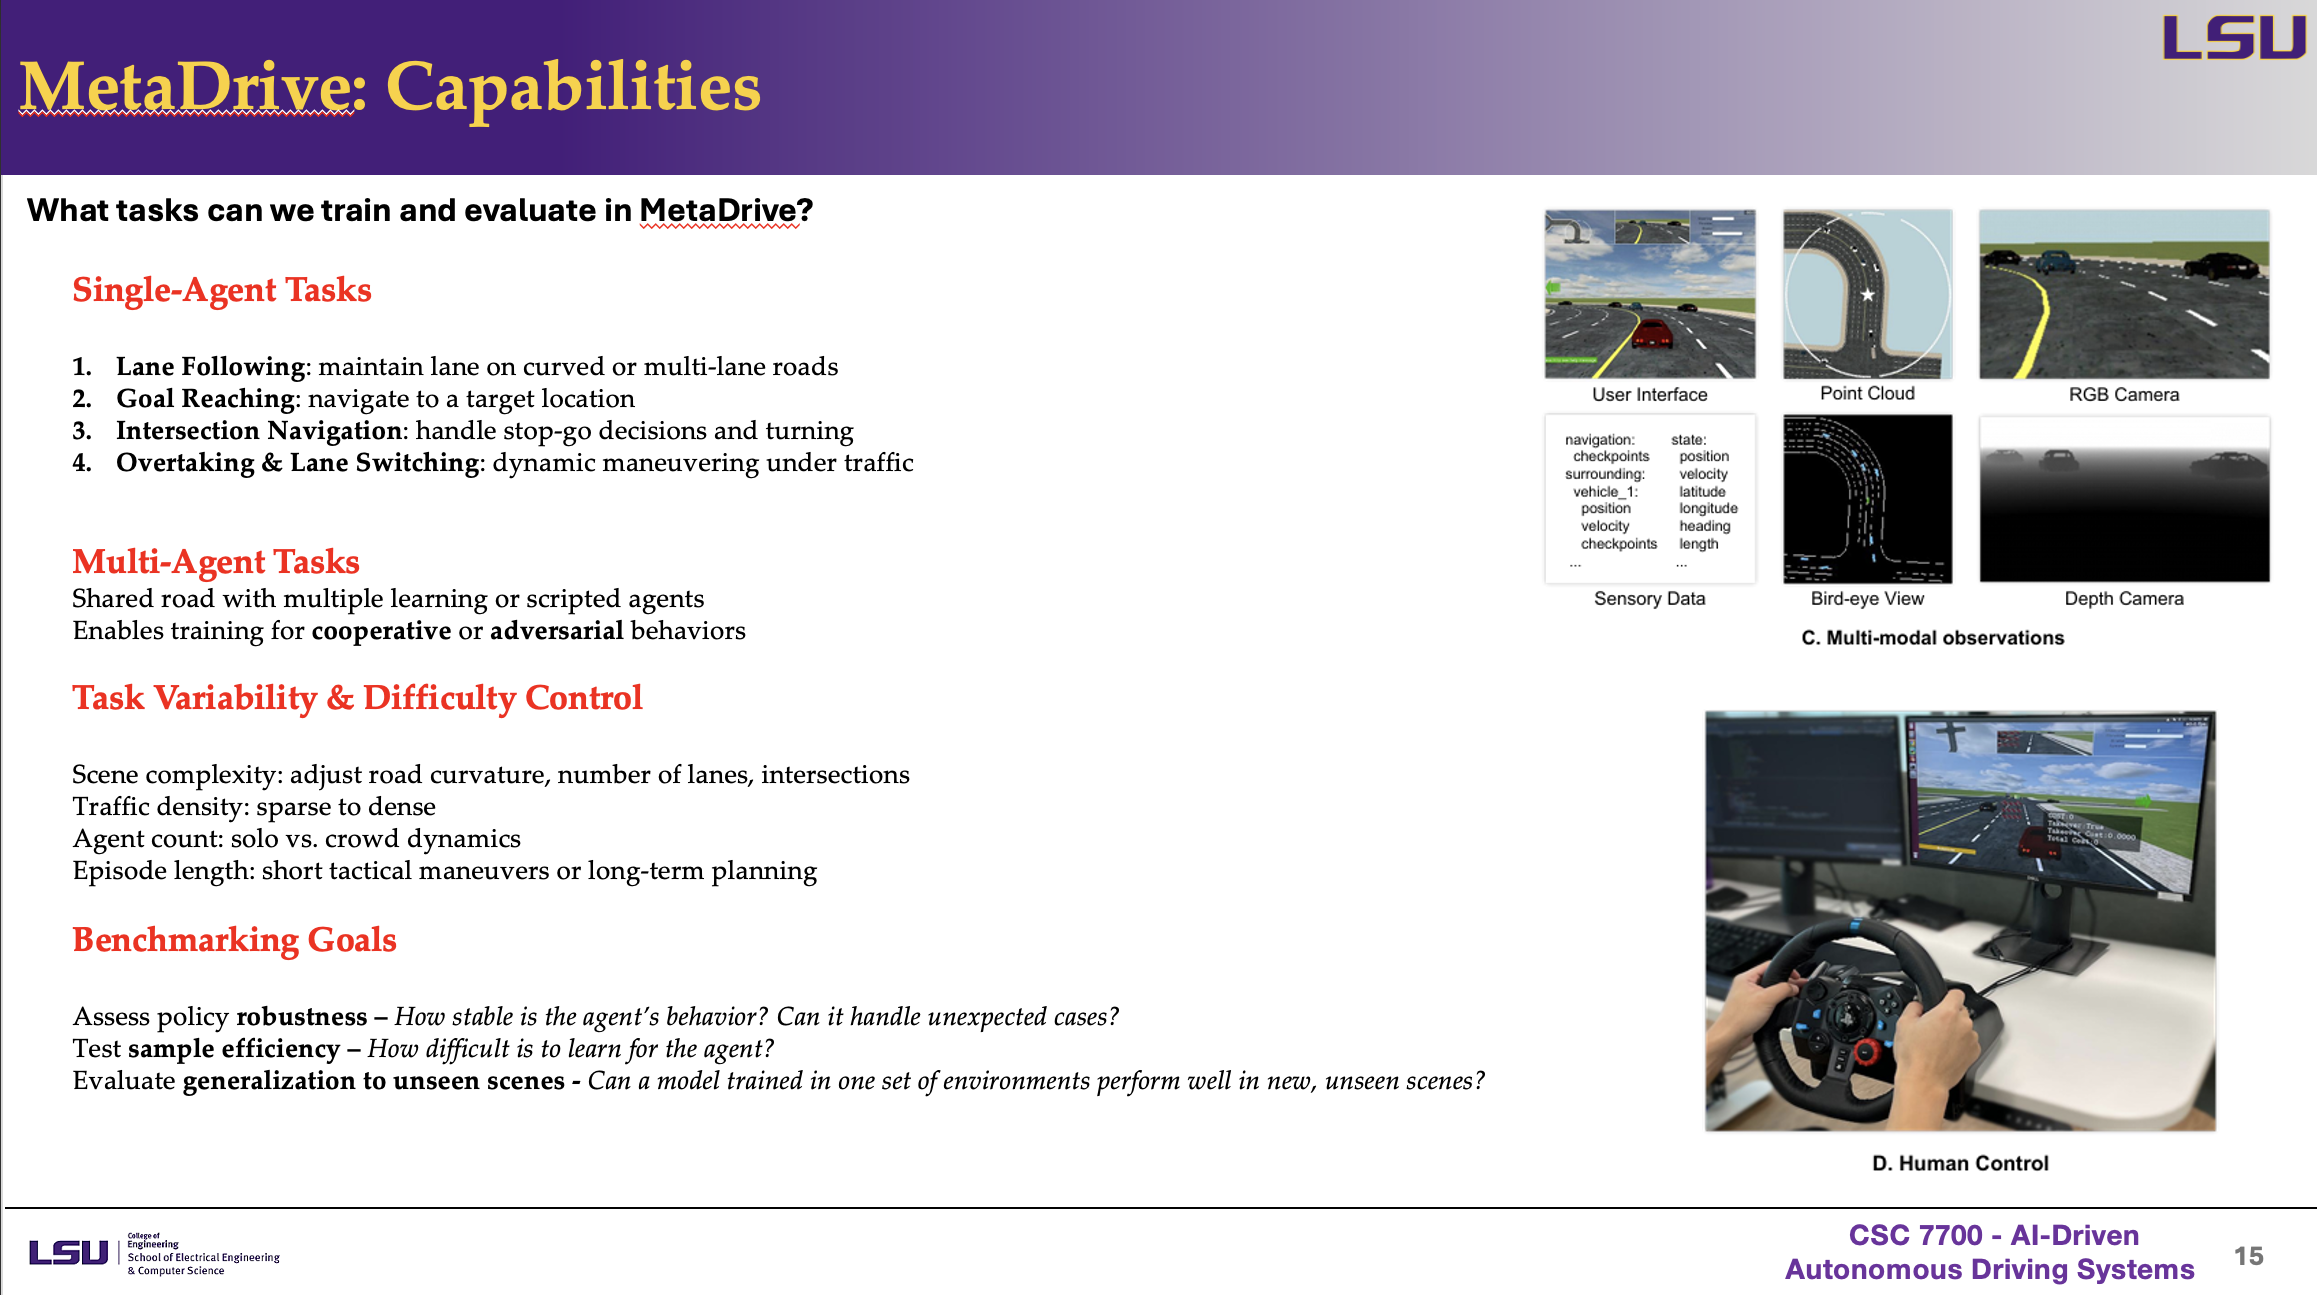 LSU
MetaDrive: Capabilities
What tasks can we train and evaluate in MetaDrive?
Single-Agent Tasks
1. Lane Following: maintain lane on curved or multi-lane roads
2. Goal Reaching: navigate to a target location
3. Intersection Navigation: handle stop-go decisions and turning
4. Overtaking & Lane Switching: dynamic maneuvering under traffic
Multi-Agent Tasks
Shared road with multiple learning or scripted agents
Enables training for cooperative or adversarial behaviors
Task Variability & Difficulty Control
Scene complexity: adjust road curvature, number of lanes, intersections
Traffic density: sparse to dense
Agent count: solo vs. crowd dynamics
Episode length: short tactical maneuvers or long-term planning
Benchmarking Goals
Assess policy robustness – How stable is the agent's behavior? Can it handle unexpected cases?
Test sample efficiency – How difficult is to learn for the agent?
Evaluate generalization to unseen scenes - Can a model trained in one set of environments perform well in new, unseen scenes?
User Interface
Point Cloud
RGB Camera
navigation:
checkpoints
surrounding:
vehicle_1:
position
velocity
checkpoints
...
state:
position
velocity
latitude
longitude
heading
length
...
Sensory Data
Bird-eye View
Depth Camera
C. Multi-modal observations
Takeover:True
Takeover Cost:0.0000
Total Cost:0
D. Human Control
LSU
College of
Engineering
School of Electrical Engineering
& Computer Science
CSC 7700 - AI-Driven
Autonomous Driving Systems
15